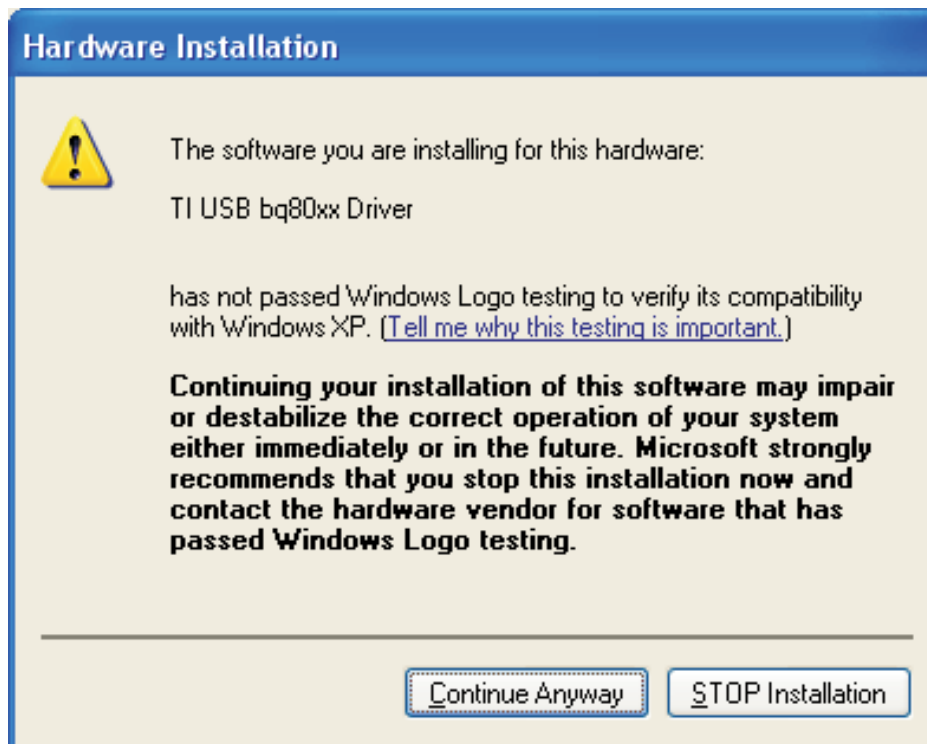 Hardware Installation
The software you are installing for this hardware:
TI USB bq80xx Driver
has not passed Windows Logo testing to verify its compatibility
with Windows XP. (Tell me why this testing is important.)
Continuing your installation of this software may impair
or destabilize the correct operation of your system
either immediately or in the future. Microsoft strongly
recommends that you stop this installation now and
contact the hardware vendor for software that has
passed Windows Logo testing.
Continue Anyway
STOP Installation